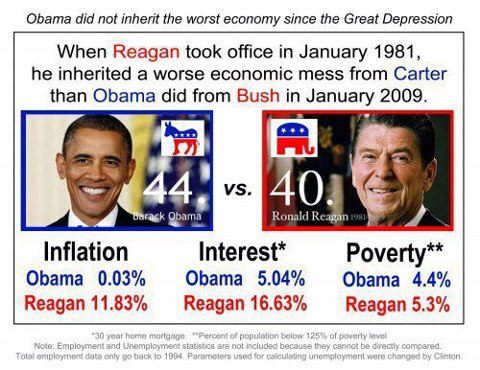 Obama did not inherit the worst economy since the Great Depression
When Reagan took office in January 1981,
he inherited a worse economic mess from Carter
than Obama did from Bush in January 2009.
44.
Barack Obama
vs.
40.
Ronald Reagan 1981-1989
Inflation
Obama 0.03%
Reagan 11.83%
Interest*
Obama 5.04%
Reagan 16.63%
Poverty**
Obama 4.4%
Reagan 5.3%
*30 year home mortgage. **Percent of population below 125% of poverty level
Note: Employment and Unemployment statistics are not included because they cannot be directly compared.
Total employment data only go back to 1994. Parameters used for calculating unemployment were changed by Clinton.